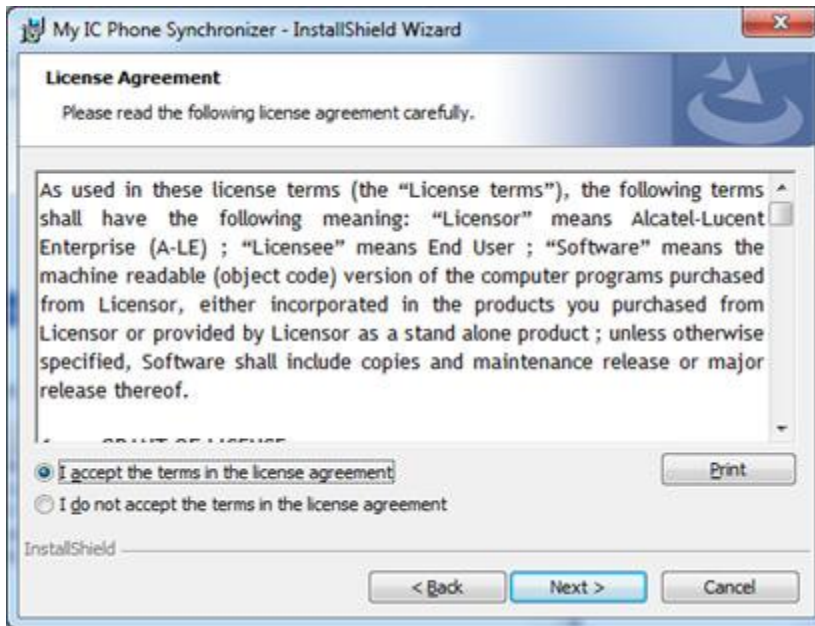 My IC Phone Synchronizer - InstallShield Wizard
License Agreement
Please read the following license agreement carefully.
As used in these license terms (the “License terms”), the following terms
shall have the following meaning: “Licensor” means Alcatel-Lucent
Enterprise (A-LE) ; “Licensee” means End User ; “Software” means the
machine readable (object code) version of the computer programs purchased
from Licensor, either incorporated in the products you purchased from
Licensor or provided by Licensor as a stand alone product ; unless otherwise
specified, Software shall include copies and maintenance release or major
release thereof.
I accept the terms in the license agreement
Print
I do not accept the terms in the license agreement
InstallShield
< Back
Next >
Cancel